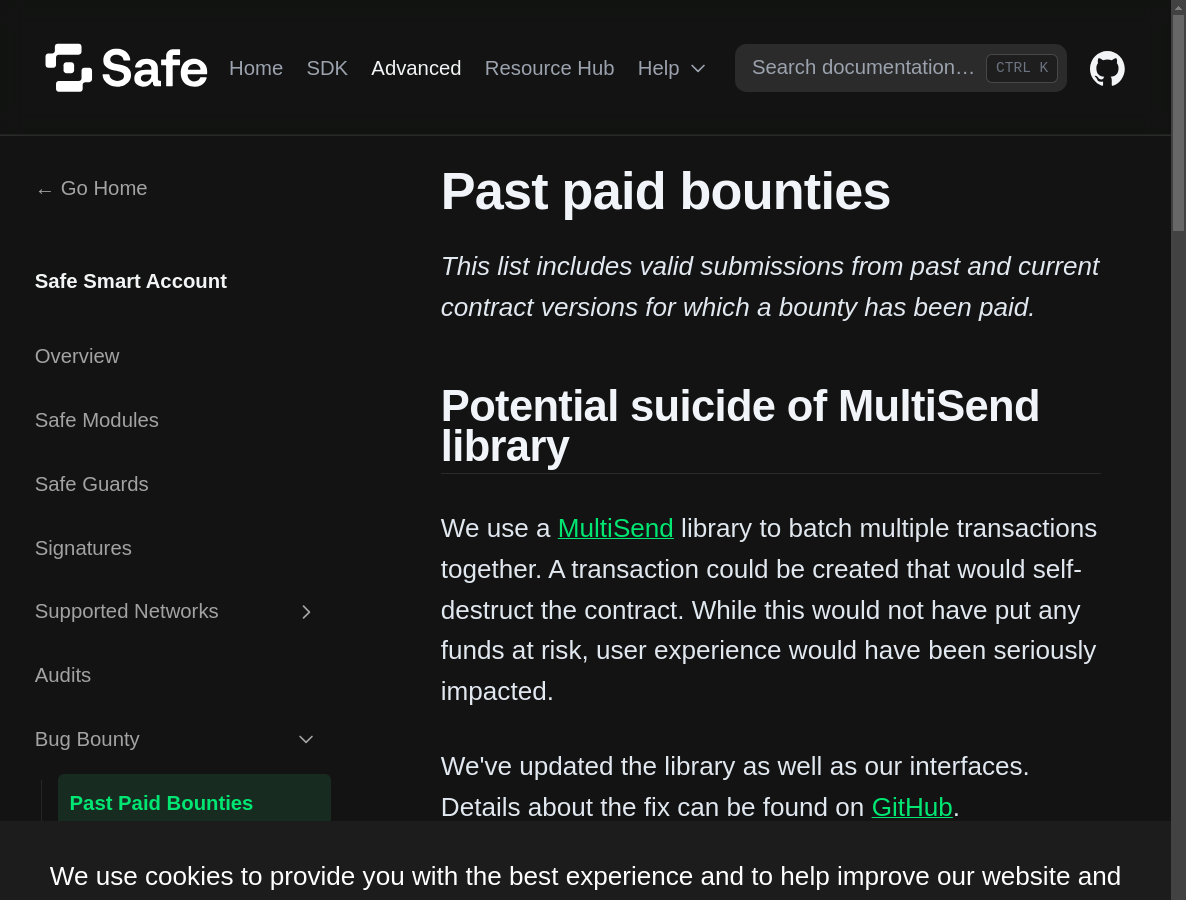 Safe Home SDK Advanced Resource Hub Help Search documentation… CTRL K
← Go Home
Safe Smart Account
Overview
Safe Modules
Safe Guards
Signatures
Supported Networks
Audits
Bug Bounty
Past Paid Bounties
Past paid bounties
This list includes valid submissions from past and current
contract versions for which a bounty has been paid.
Potential suicide of MultiSend
library
We use a MultiSend library to batch multiple transactions
together. A transaction could be created that would self-
destruct the contract. While this would not have put any
funds at risk, user experience would have been seriously
impacted.
We've updated the library as well as our interfaces.
Details about the fix can be found on GitHub.
We use cookies to provide you with the best experience and to help improve our website and